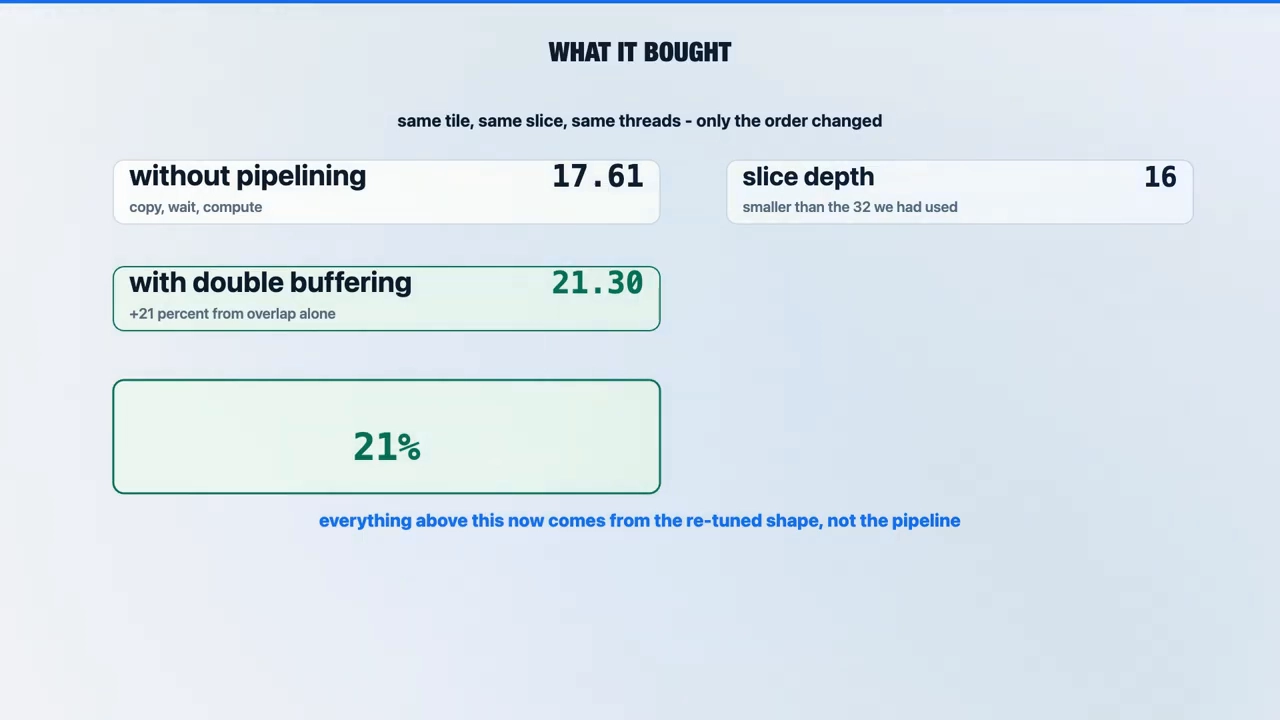 WHAT IT BOUGHT
same tile, same slice, same threads - only the order changed
without pipelining 17.61
copy, wait, compute
slice depth 16
smaller than the 32 we had used
with double buffering 21.30
+21 percent from overlap alone
21%
everything above this now comes from the re-tuned shape, not the pipeline